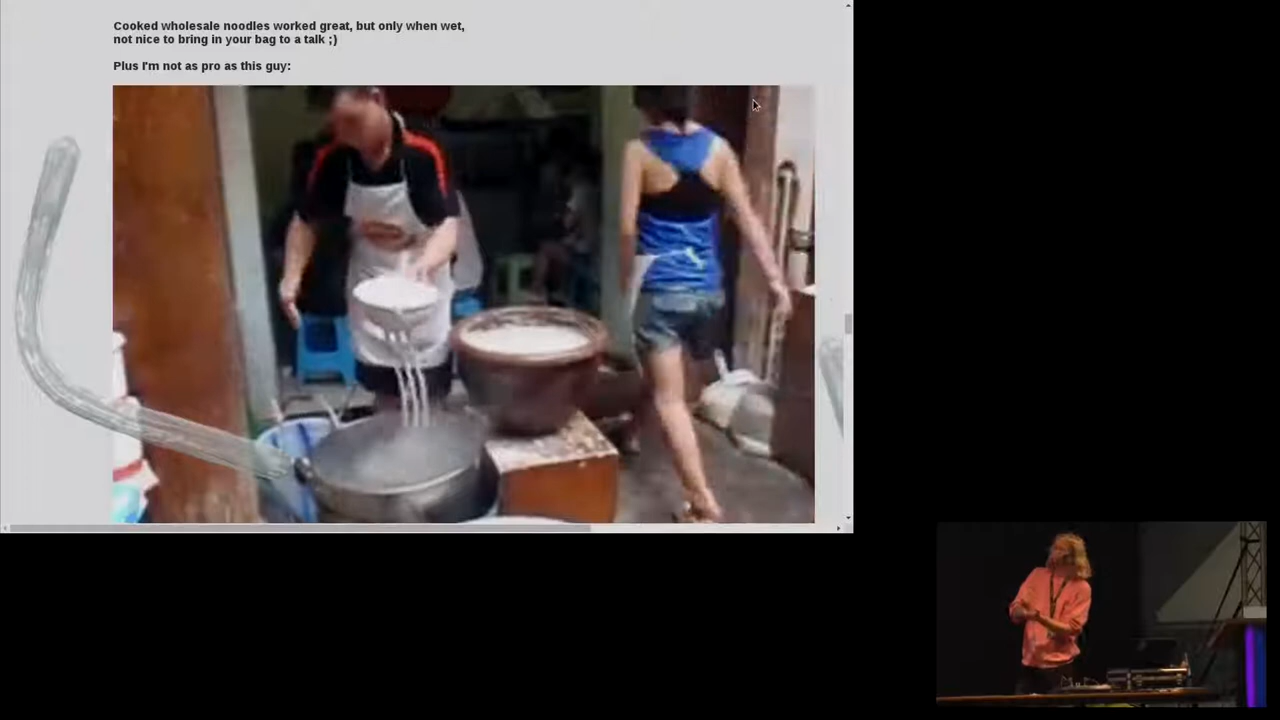 Cooked wholesale noodles worked great, but only when wet,
not nice to bring in your bag to a talk ;)
Plus I'm not as pro as this guy: